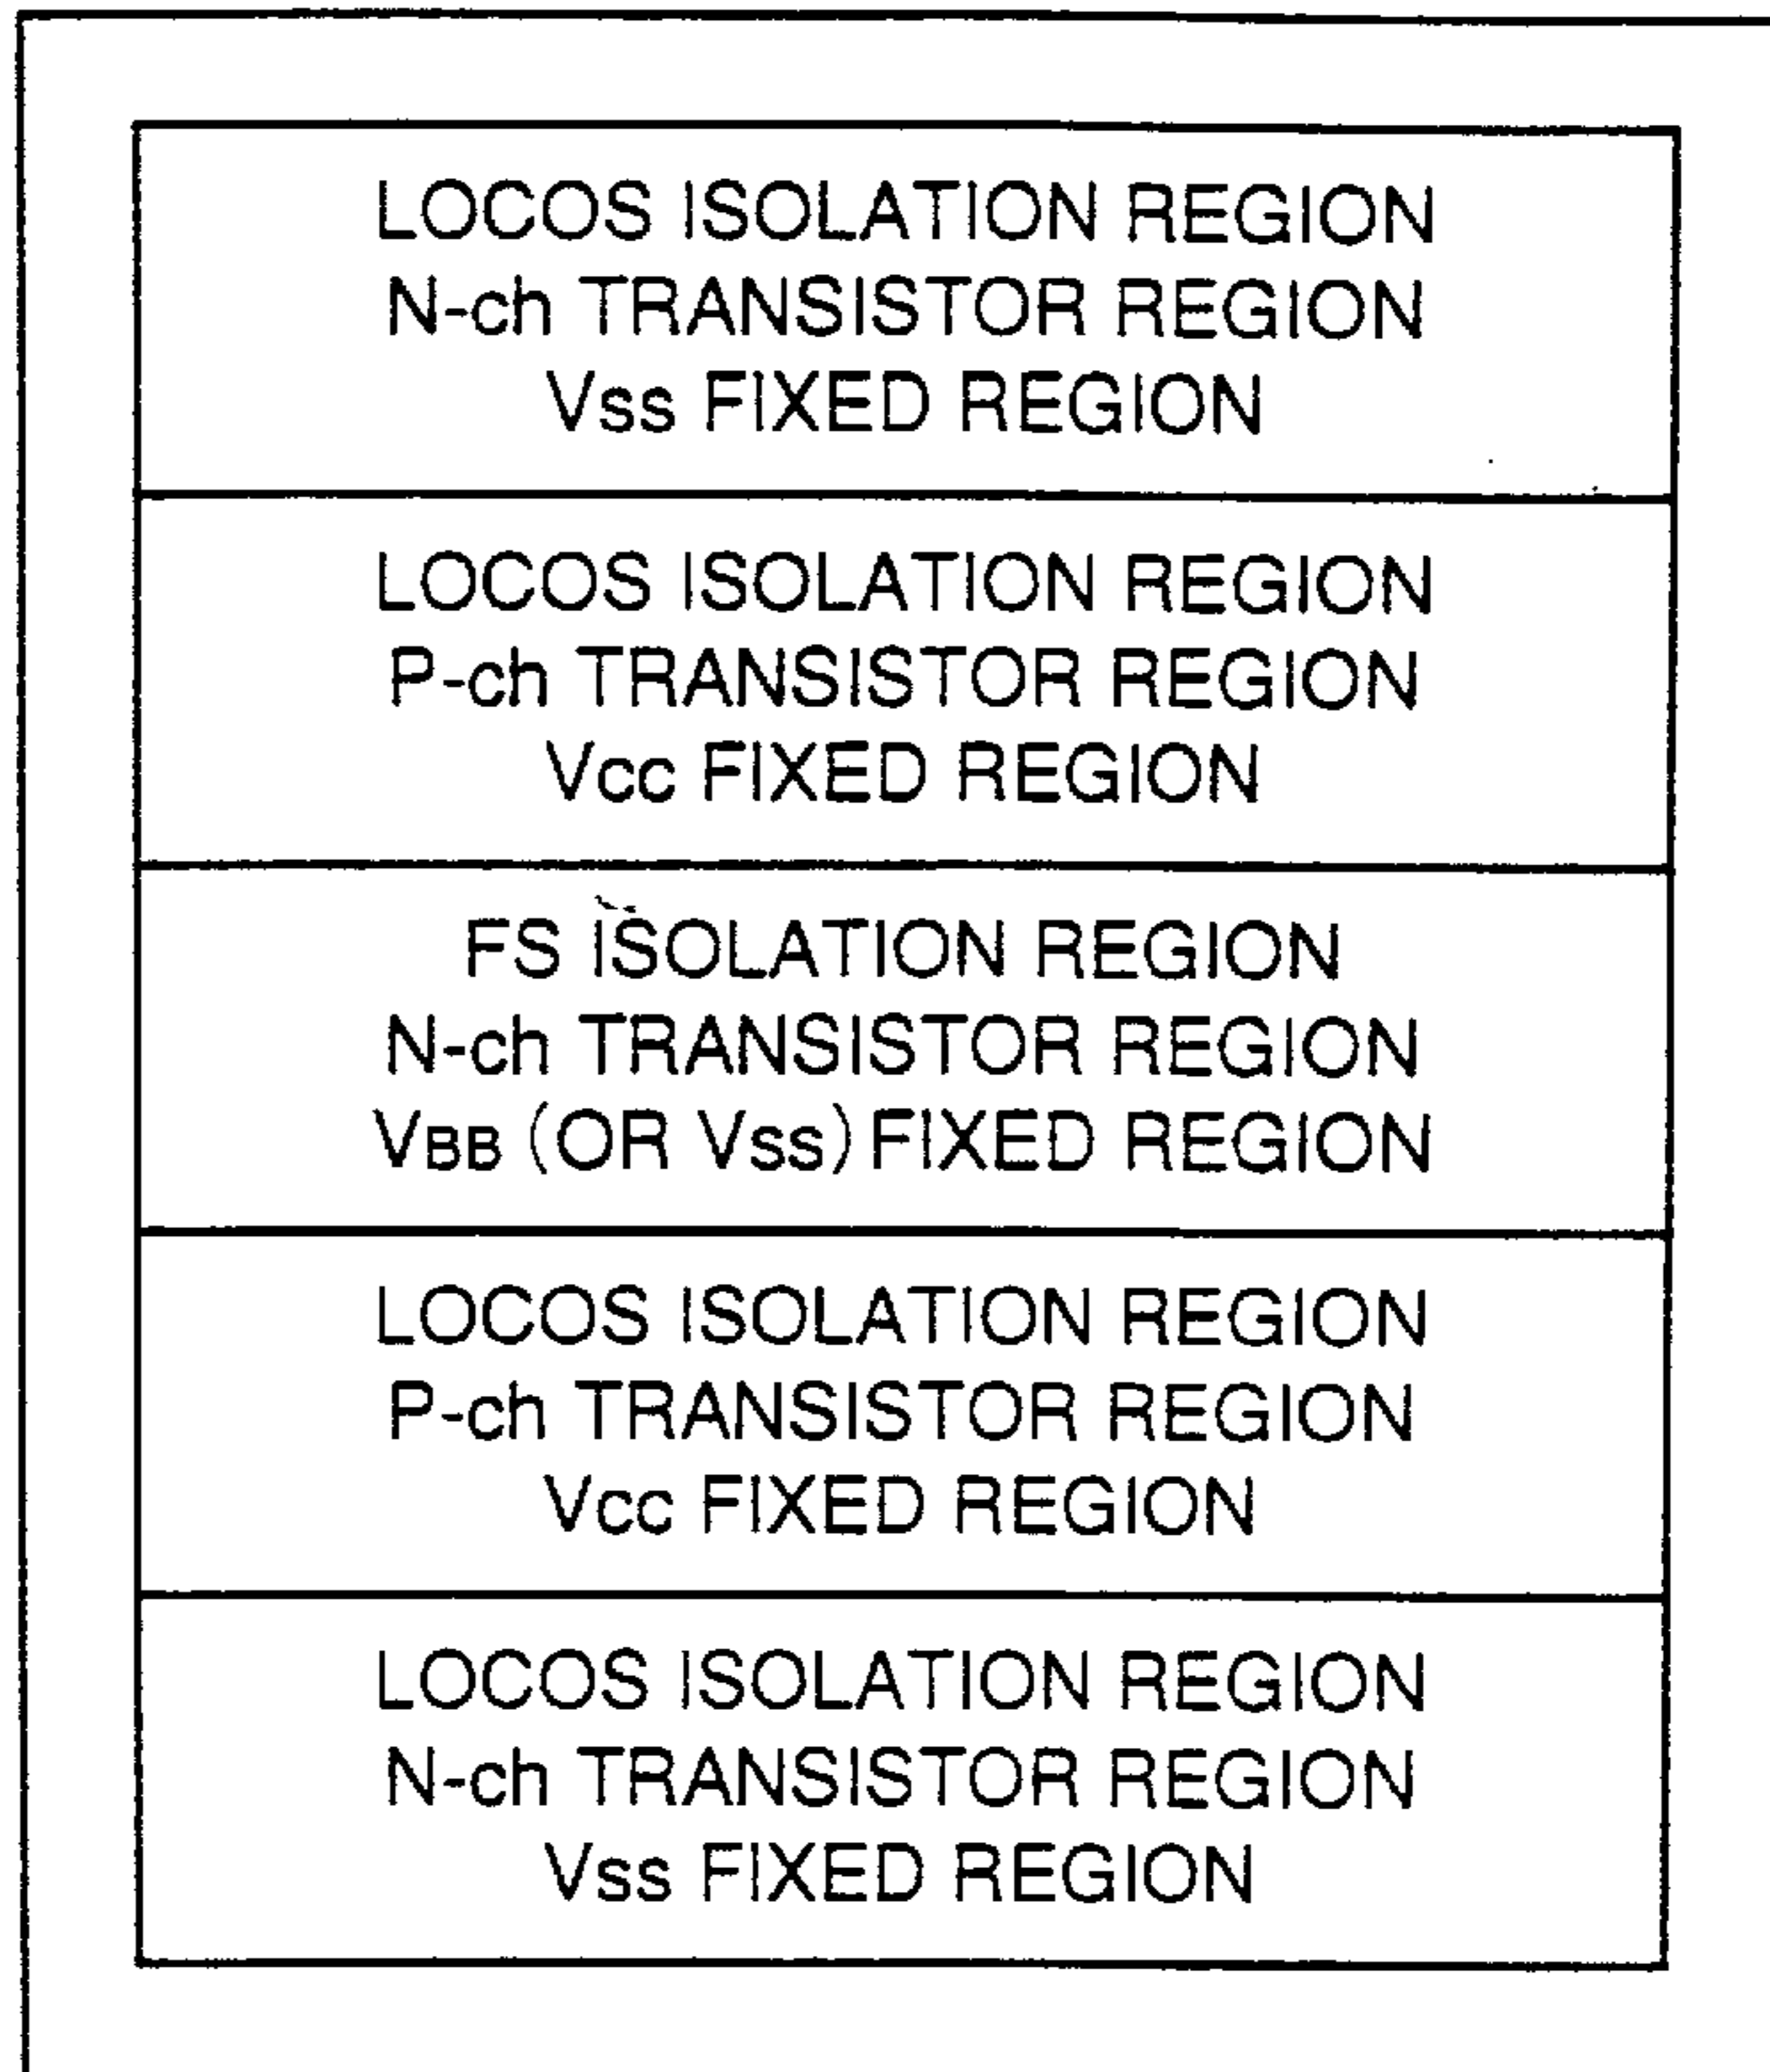 LOCOS ISOLATION REGION
N-ch TRANSISTOR REGION
Vss FIXED REGION
LOCOS ISOLATION REGION
P-ch TRANSISTOR REGION
Vcc FIXED REGION
FS ISOLATION REGION
N-ch TRANSISTOR REGION
VBB (OR Vss) FIXED REGION
LOCOS ISOLATION REGION
P-ch TRANSISTOR REGION
Vcc FIXED REGION
LOCOS ISOLATION REGION
N-ch TRANSISTOR REGION
Vss FIXED REGION